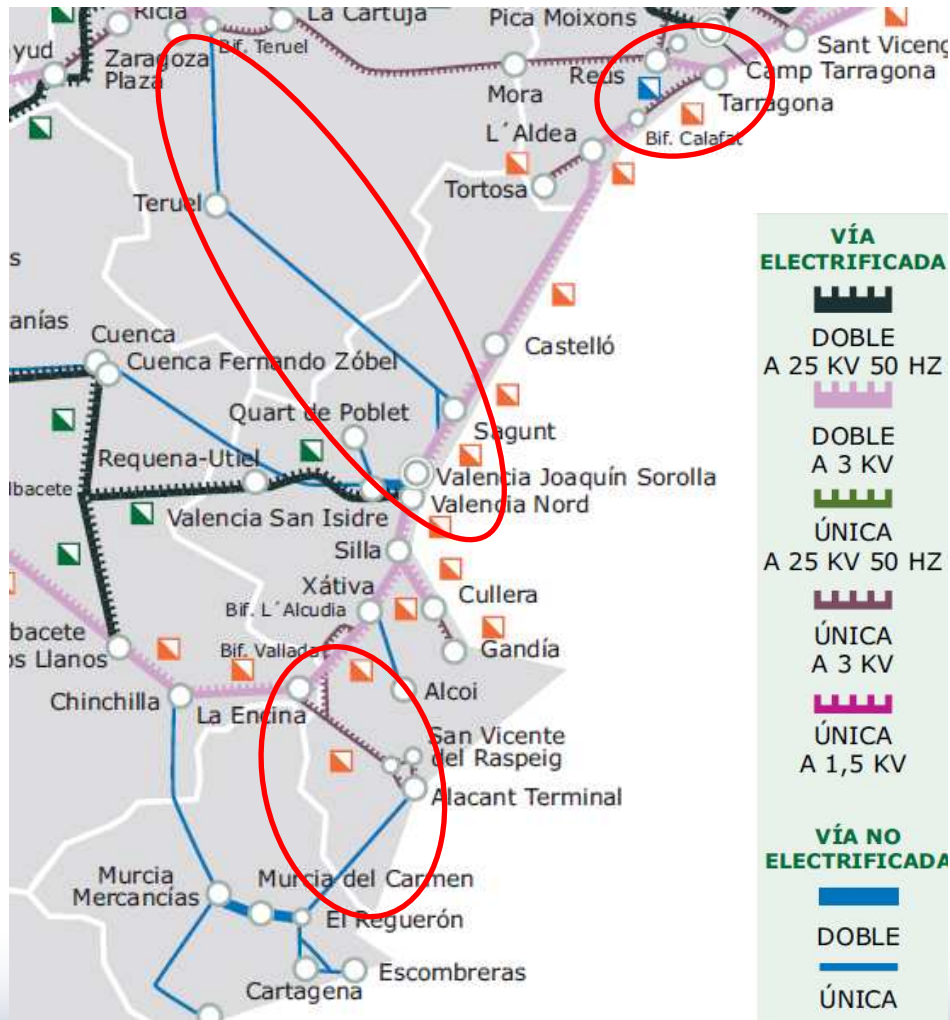 Ricla
La Cartuja
Pica Moixons
yud
Zaragoza
Plaza
Bif. Teruel
Reus
Sant Vicenç
Camp Tarragona
Mora
Tarragona
L´Aldea
Bif. Calafat
Tortosa
Teruel
s
anías
Cuenca
Cuenca Fernando Zóbel
Castelló
Quart de Poblet
Sagunt
Requena-Utiel
lbacete
Valencia Joaquín Sorolla
Valencia Nord
Valencia San Isidre
Silla
Xátiva
Cullera
Bif. L´Alcudia
lbacete
os Llanos
Bif. Vallada
Gandía
Chinchilla
La Encina
Alcoi
San Vicente
del Raspeig
Alacant Terminal
Murcia
Mercancías
Murcia del Carmen
El Reguerón
Cartagena
Escombreras
VÍA
ELECTRIFICADA
DOBLE
A 25 KV 50 HZ
DOBLE
A 3 KV
ÚNICA
A 25 KV 50 HZ
ÚNICA
A 3 KV
ÚNICA
A 1,5 KV
VÍA NO
ELECTRIFICADA
DOBLE
ÚNICA